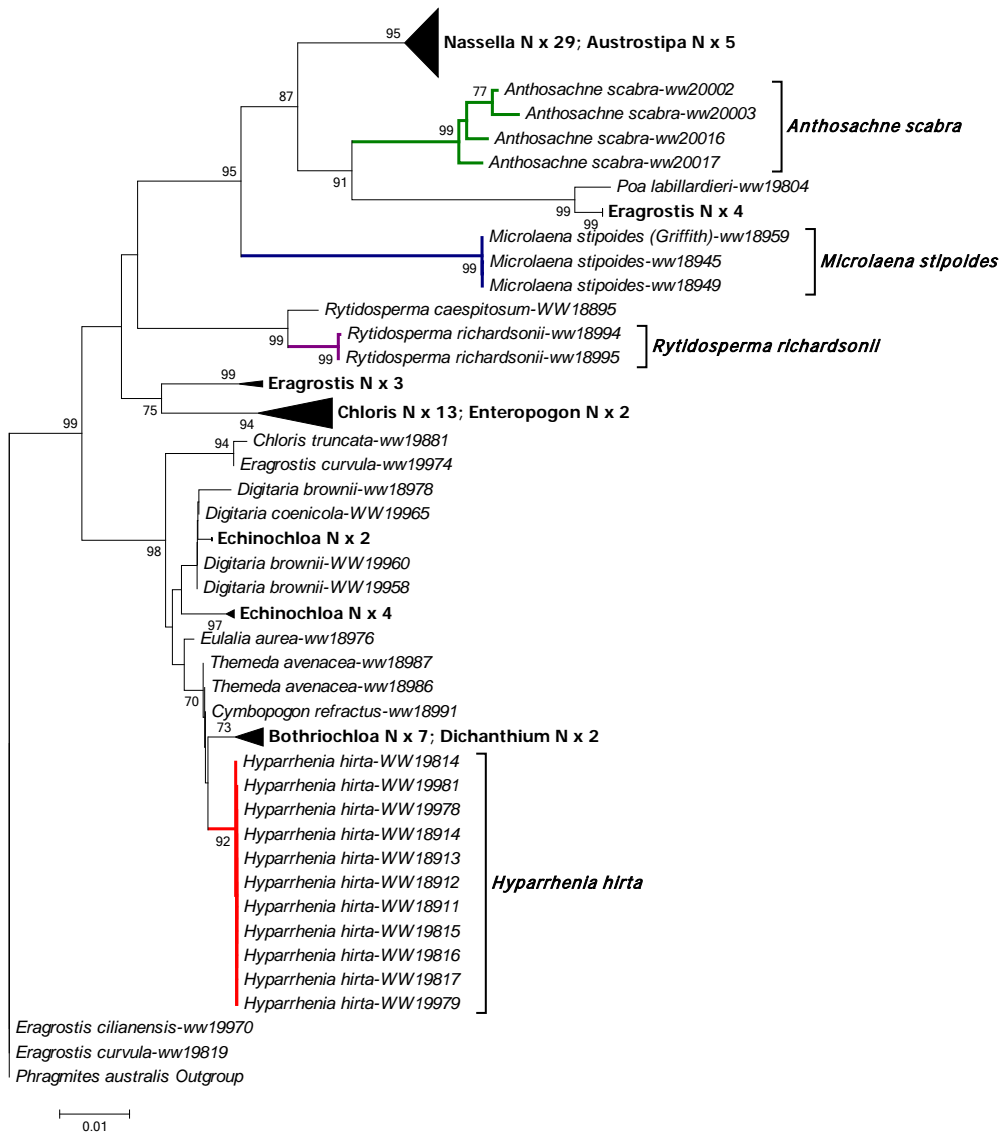 95
Nassella N x 29; Austrostipa N x 5
87
77
Anthosachne scabra-ww20002
Anthosachne scabra-ww20003
99
Anthosachne scabra-ww20016
Anthosachne scabra-ww20017
Anthosachne scabra
95
91
Poa labillardieri-ww19804
99
Eragrostis N x 4
99
Microlaena stipoides (Griffith)-ww18959
99
Microlaena stipoides-ww18945
Microlaena stipoides-ww18949
Microlaena stipoides
Rytidosperma caespitosum-WW18895
99
Rytidosperma richardsonii-ww18994
99
Rytidosperma richardsonii-ww18995
Rytidosperma richardsonii
99
Eragrostis N x 3
75
94
Chloris N x 13; Enteropogon N x 2
99
94
Chloris truncata-ww19881
Eragrostis curvula-ww19974
Digitaria brownii-ww18978
Digitaria coenicola-WW19965
98
Echinochloa N x 2
Digitaria brownii-WW19960
Digitaria brownii-WW19958
Echinochloa N x 4
97
Eulalia aurea-ww18976
Themeda avenacea-ww18987
Themeda avenacea-ww18986
70
Cymbopogon refractus-ww18991
73
Bothriochloa N x 7; Dichanthium N x 2
Hyparrhenia hirta-WW19814
Hyparrhenia hirta-WW19981
Hyparrhenia hirta-WW19978
Hyparrhenia hirta-WW18914
92
Hyparrhenia hirta-WW18913
Hyparrhenia hirta-WW18912
Hyparrhenia hirta-WW18911
Hyparrhenia hirta-WW19815
Hyparrhenia hirta-WW19816
Hyparrhenia hirta-WW19817
Hyparrhenia hirta-WW19979
Hyparrhenia hirta
Eragrostis cilianensis-ww19970
Eragrostis curvula-ww19819
Phragmites australis Outgroup
0.01